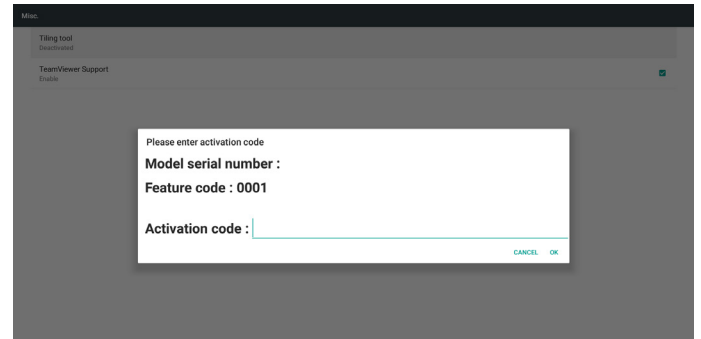 Misc.
Tiling tool
Deactivated
TeamViewer Support
Enable
Please enter activation code
Model serial number :
Feature code : 0001
Activation code :
CANCEL OK